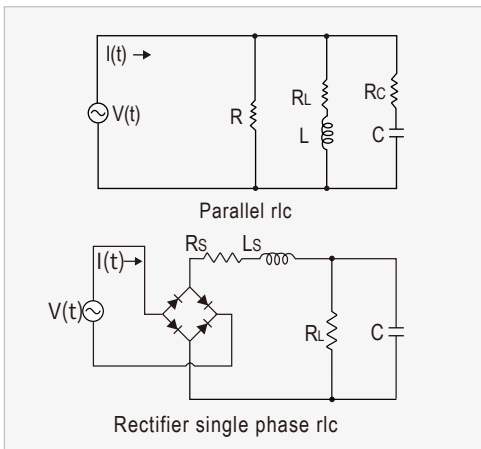 I(t)
V(t)
R
RL
L
RC
C
Parallel rlc
RS LS
I(t)
V(t)
RL
C
Rectifier single phase rlc